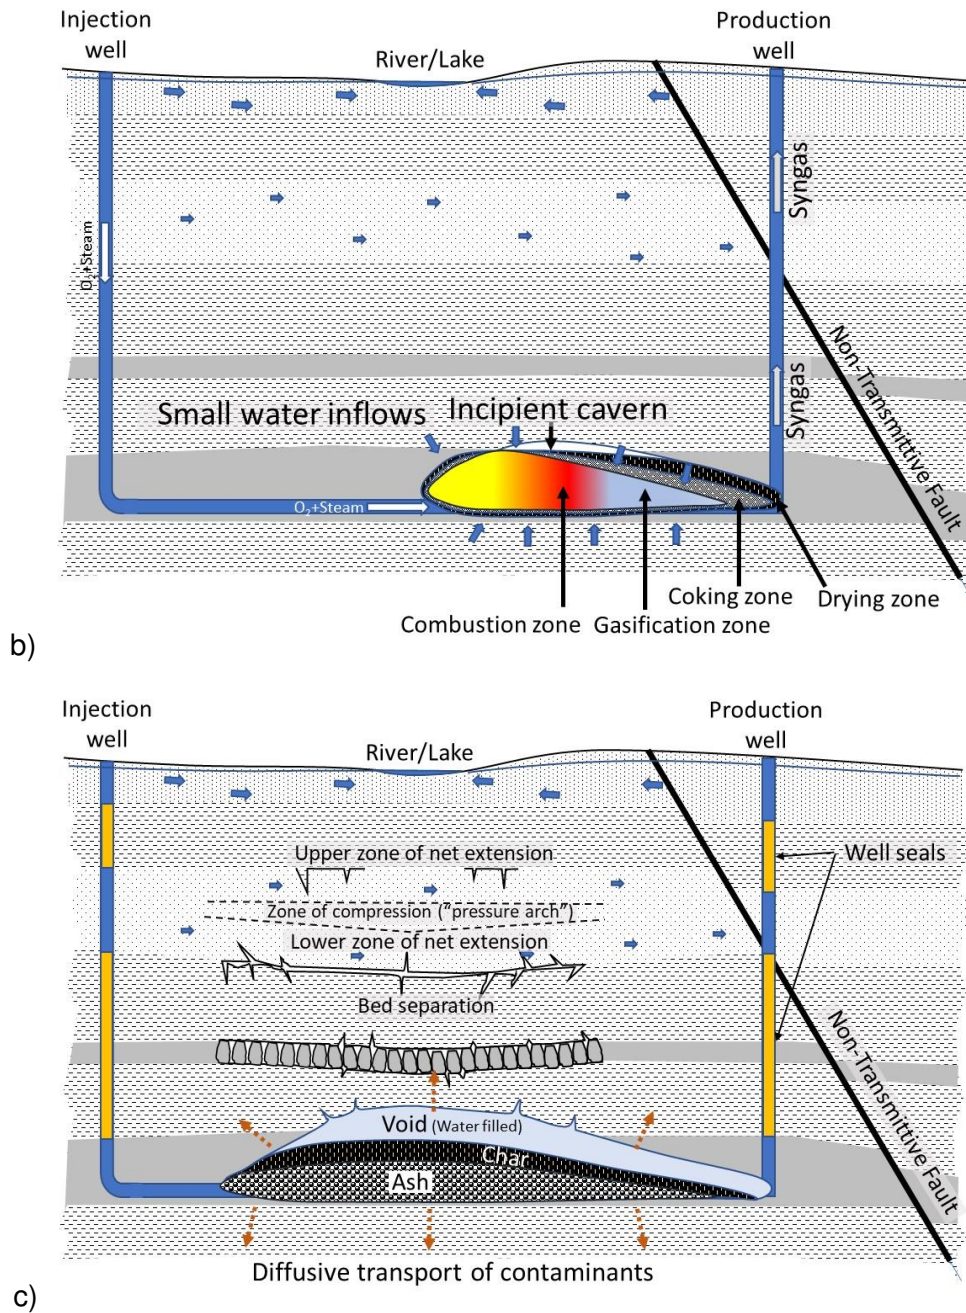 Injection
well
Production
well
River/Lake
O₂+Steam
Syngas
Syngas
Non-Transmittive Fault
Small water inflows
Incipient cavern
O₂+Steam
Coking zone
Drying zone
Combustion zone
Gasification zone
b)
Injection
well
Production
well
River/Lake
Upper zone of net extension
Well seals
Zone of compression ("pressure arch")
Lower zone of net extension
Bed separation
Non-Transmittive Fault
Void (Water filled)
Char
Ash
Diffusive transport of contaminants
c)